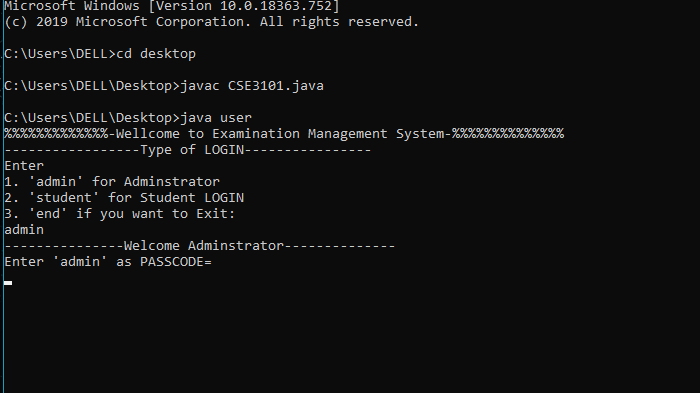 Microsoft Windows [Version 10.0.18363.752]
(c) 2019 Microsoft Corporation. All rights reserved.
C:\Users\DELL>cd desktop
C:\Users\DELL\Desktop>javac CSE3101.java
C:\Users\DELL\Desktop>java user
%%%%%%%%%%%%%-Wellcome to Examination Management System-%%%%%%%%%%%%%%
-----------------Type of LOGIN----------------
Enter
1. 'admin' for Adminstrator
2. 'student' for Student LOGIN
3. 'end' if you want to Exit:
admin
---------------Welcome Adminstrator--------------
Enter 'admin' as PASSCODE=